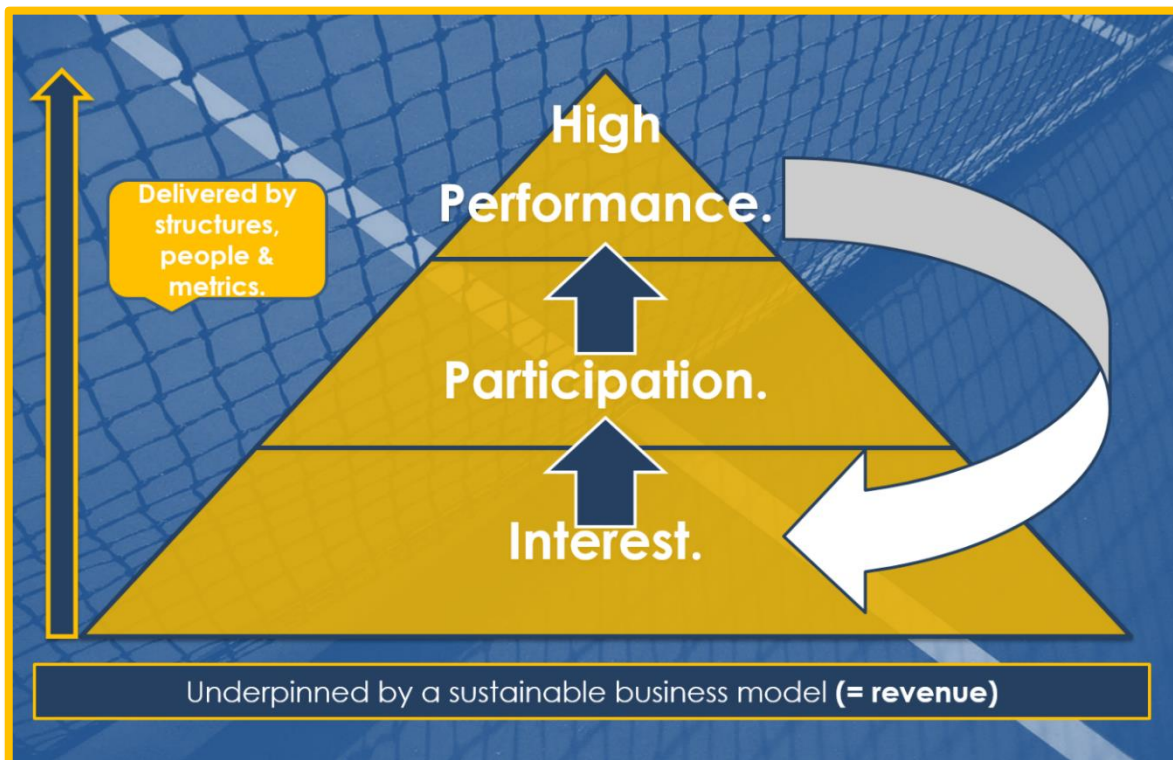 High
Performance.
Delivered by
structures,
people &
metrics.
Participation.
Interest.
Underpinned by a sustainable business model (= revenue)